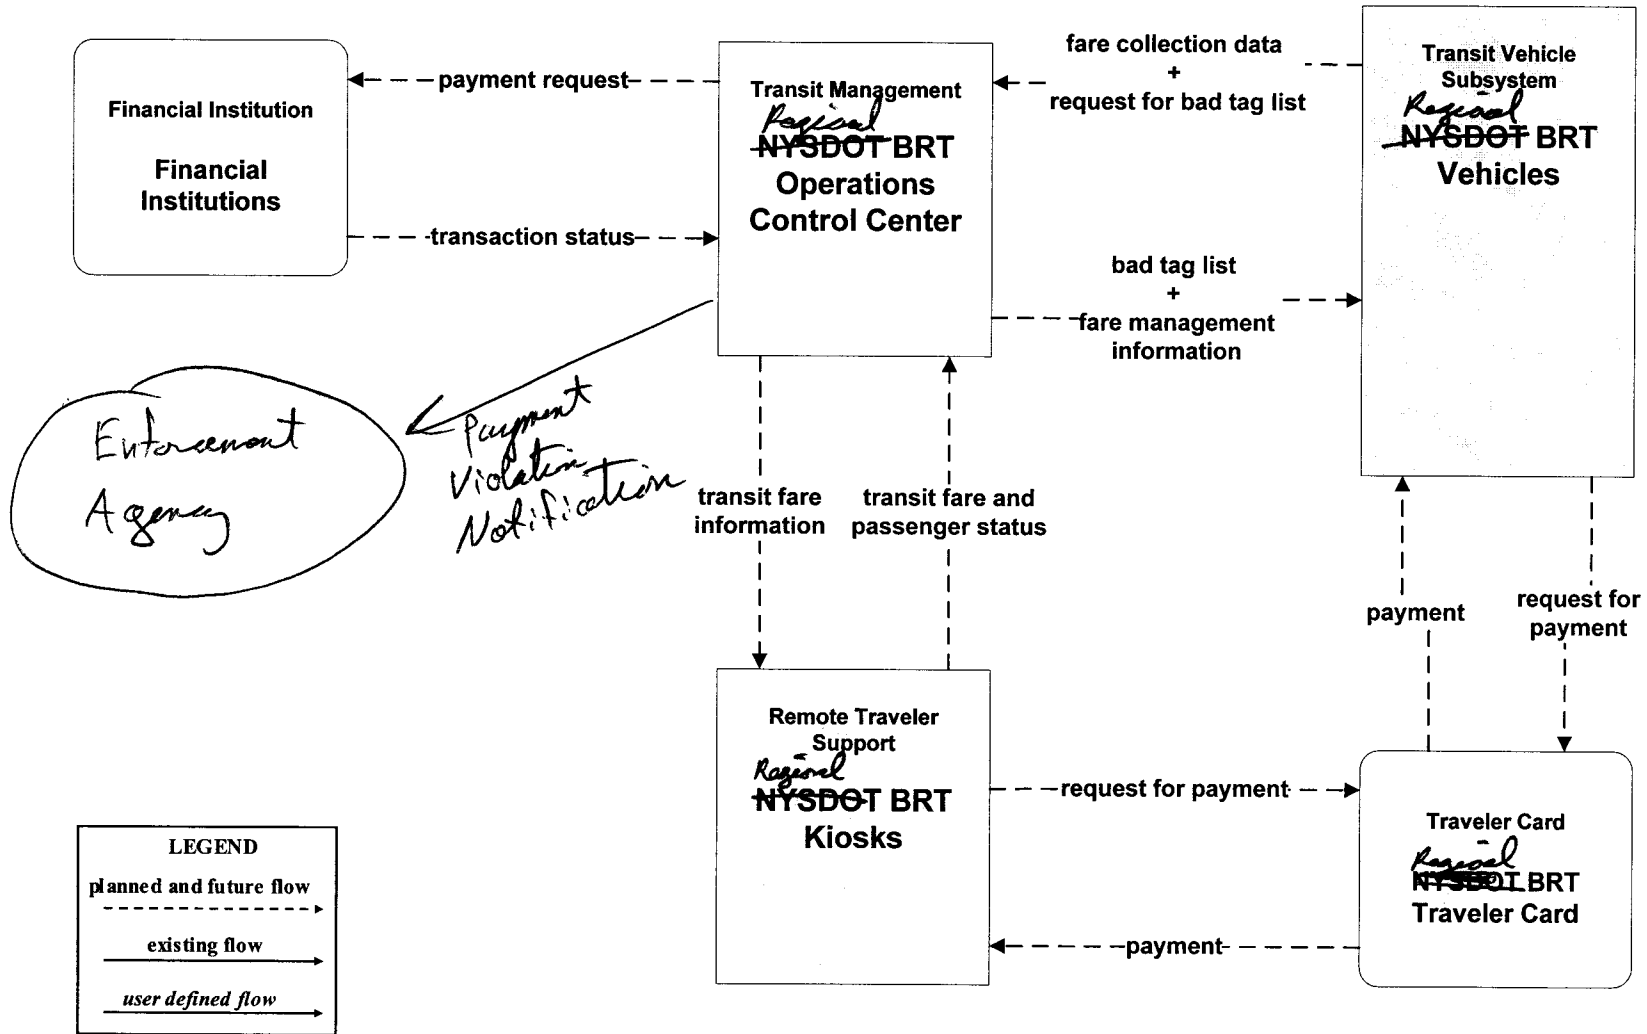 Financial Institution
Financial
Institutions
payment request
transaction status
Transit Management
Regional
NYSDOT BRT
Operations
Control Center
fare collection data
+
request for bad tag list
bad tag list
+
fare management
information
Transit Vehicle
Subsystem
Regional
NYSDOT BRT
Vehicles
Enforcement
Agency
Payment
Violation
Notification
transit fare
information
transit fare and
passenger status
payment
request for
payment
Remote Traveler
Support
Regional
NYSDOT BRT
Kiosks
request for payment
payment
Traveler Card
Regional
NYSDOT BRT
Traveler Card
LEGEND
planned and future flow
existing flow
user defined flow